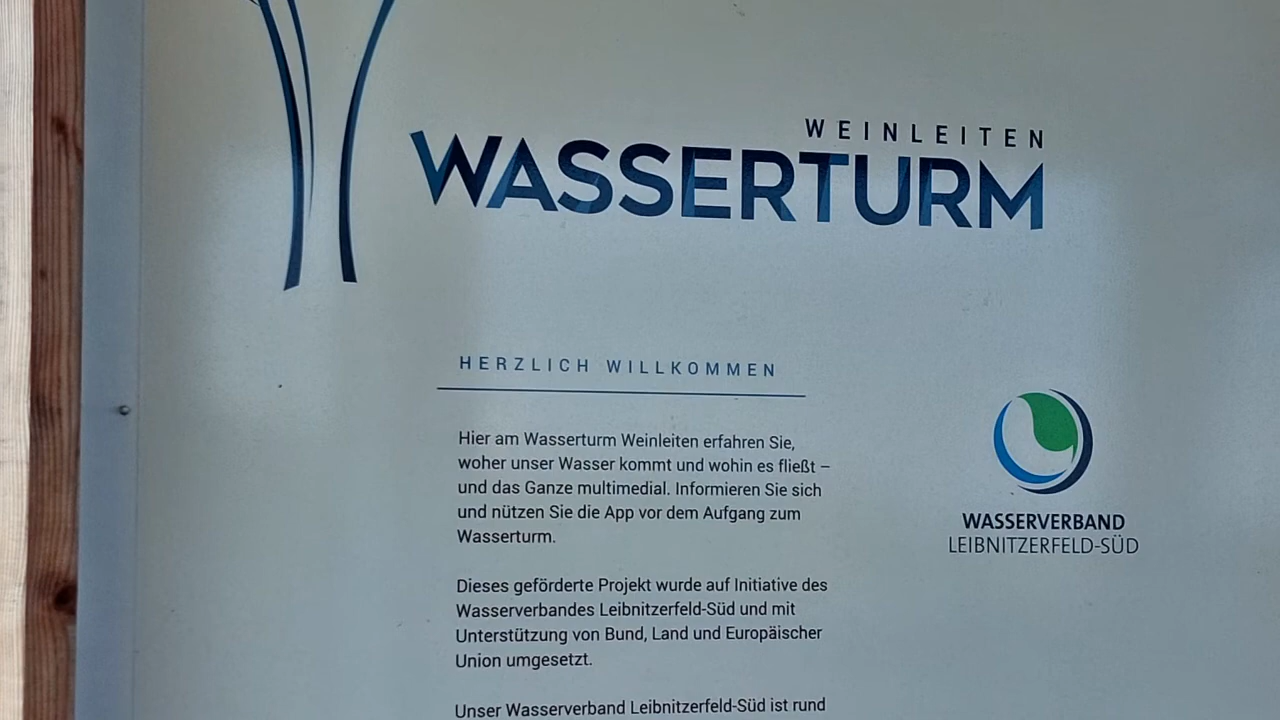 WEINLEITEN
WASSERTURM
HERZLICH WILLKOMMEN
Hier am Wasserturm Weinleiten erfahren Sie,
woher unser Wasser kommt und wohin es fließt –
und das Ganze multimedial. Informieren Sie sich
und nützen Sie die App vor dem Aufgang zum
Wasserturm.
Dieses geförderte Projekt wurde auf Initiative des
Wasserverbandes Leibnitzerfeld-Süd und mit
Unterstützung von Bund, Land und Europäischer
Union umgesetzt.
Unser Wasserverband Leibnitzerfeld-Süd ist rund
WASSERVERBAND
LEIBNITZERFELD-SÜD